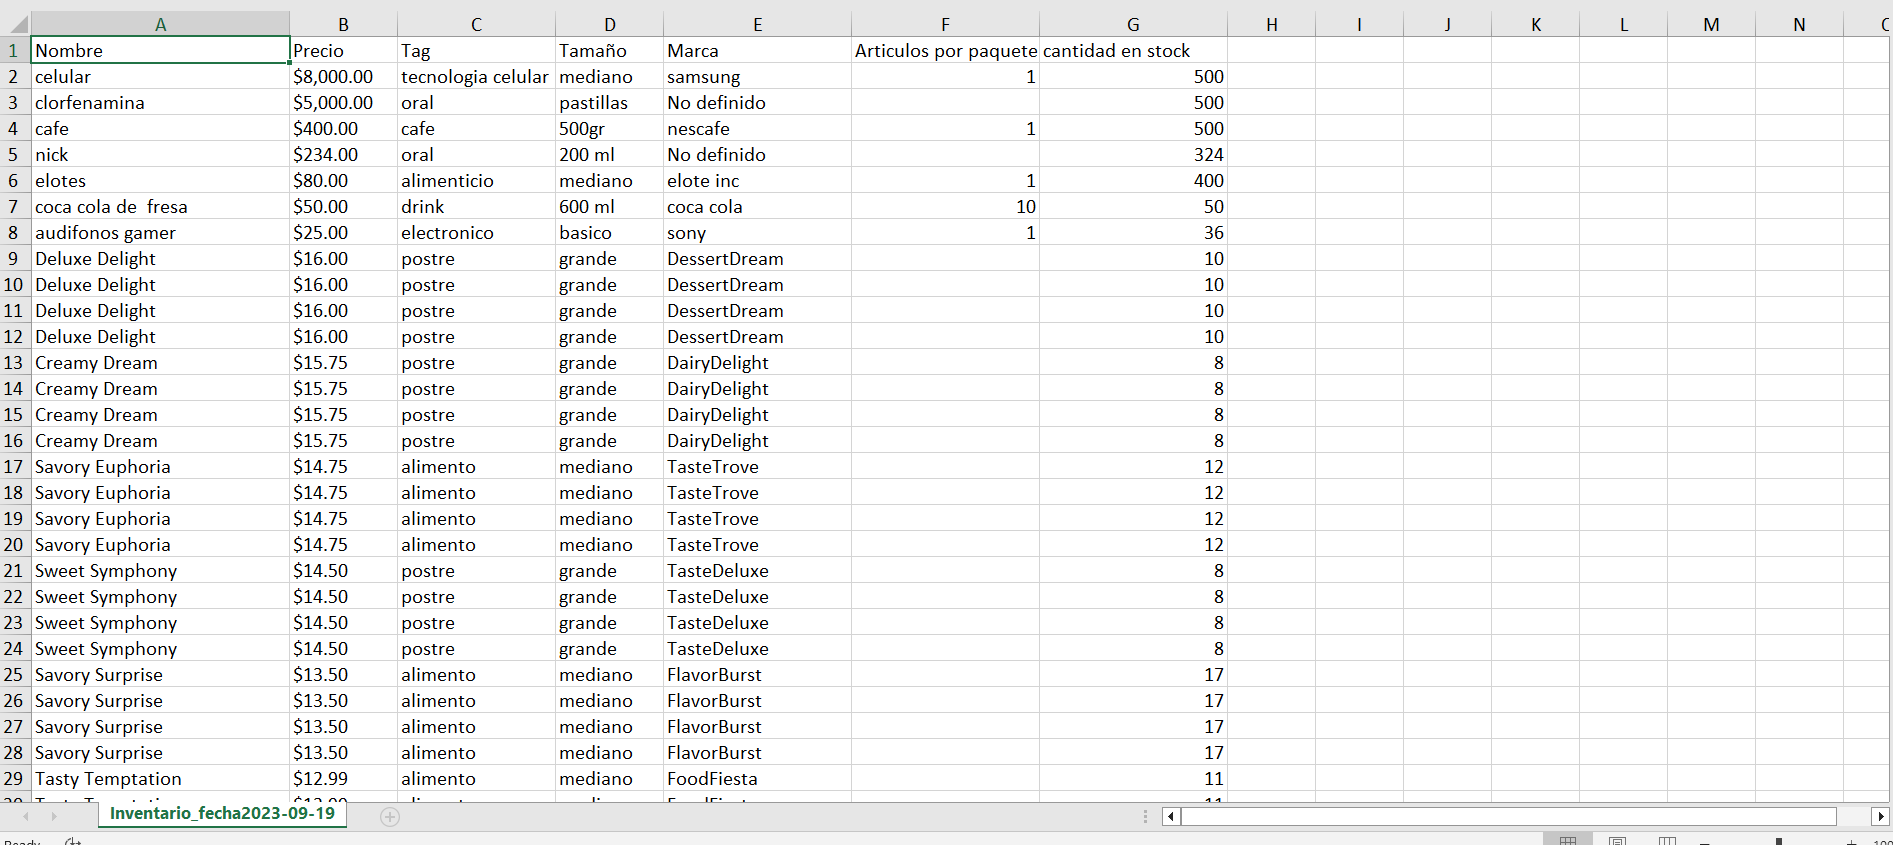 A B C D E F G H I J K L M N
1 Nombre Precio Tag Tamaño Marca Articulos por paquete cantidad en stock
2 celular $8,000.00 tecnologia celular mediano samsung 1 500
3 clorfenamina $5,000.00 oral pastillas No definido 500
4 cafe $400.00 cafe 500gr nescafe 1 500
5 nick $234.00 oral 200 ml No definido 324
6 elotes $80.00 alimenticio mediano elote inc 1 400
7 coca cola de  fresa $50.00 drink 600 ml coca cola 10 50
8 audifonos gamer $25.00 electronico basico sony 1 36
9 Deluxe Delight $16.00 postre grande DessertDream 10
10 Deluxe Delight $16.00 postre grande DessertDream 10
11 Deluxe Delight $16.00 postre grande DessertDream 10
12 Deluxe Delight $16.00 postre grande DessertDream 10
13 Creamy Dream $15.75 postre grande DairyDelight 8
14 Creamy Dream $15.75 postre grande DairyDelight 8
15 Creamy Dream $15.75 postre grande DairyDelight 8
16 Creamy Dream $15.75 postre grande DairyDelight 8
17 Savory Euphoria $14.75 alimento mediano TasteTrove 12
18 Savory Euphoria $14.75 alimento mediano TasteTrove 12
19 Savory Euphoria $14.75 alimento mediano TasteTrove 12
20 Savory Euphoria $14.75 alimento mediano TasteTrove 12
21 Sweet Symphony $14.50 postre grande TasteDeluxe 8
22 Sweet Symphony $14.50 postre grande TasteDeluxe 8
23 Sweet Symphony $14.50 postre grande TasteDeluxe 8
24 Sweet Symphony $14.50 postre grande TasteDeluxe 8
25 Savory Surprise $13.50 alimento mediano FlavorBurst 17
26 Savory Surprise $13.50 alimento mediano FlavorBurst 17
27 Savory Surprise $13.50 alimento mediano FlavorBurst 17
28 Savory Surprise $13.50 alimento mediano FlavorBurst 17
29 Tasty Temptation $12.99 alimento mediano FoodFiesta 11
Inventario_fecha2023-09-19